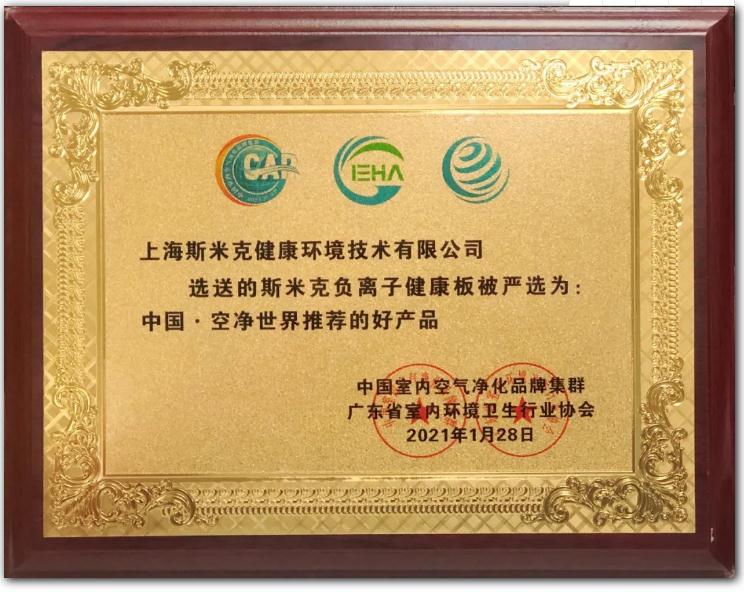 CAP
IEHA
上海斯米克健康环境技术有限公司
选送的斯米克负离子健康板被严选为：
中国·空净世界推荐的好产品
中国室内空气净化品牌集群
广东省室内环境卫生行业协会
2021年1月28日